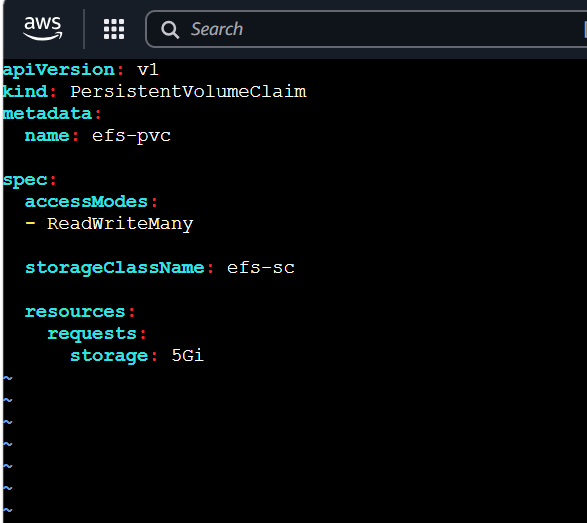 aws
Search
apiVersion: v1
kind: PersistentVolumeClaim
metadata:
  name: efs-pvc
spec:
  accessModes:
  - ReadWriteMany
  storageClassName: efs-sc
  resources:
    requests:
      storage: 5Gi
~
~
~
~
~
~
~